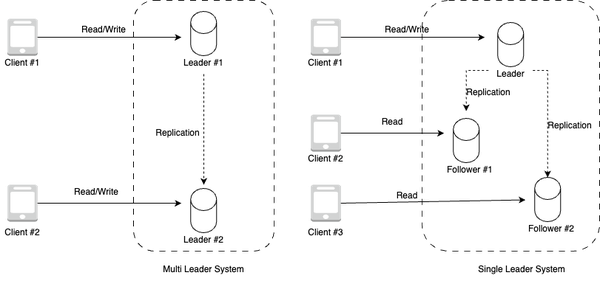 Client #1
Read/Write
Leader #1
Replication
Client #2
Read/Write
Leader #2
Multi Leader System
Client #1
Read/Write
Leader
Replication
Replication
Client #2
Read
Follower #1
Client #3
Read
Follower #2
Single Leader System